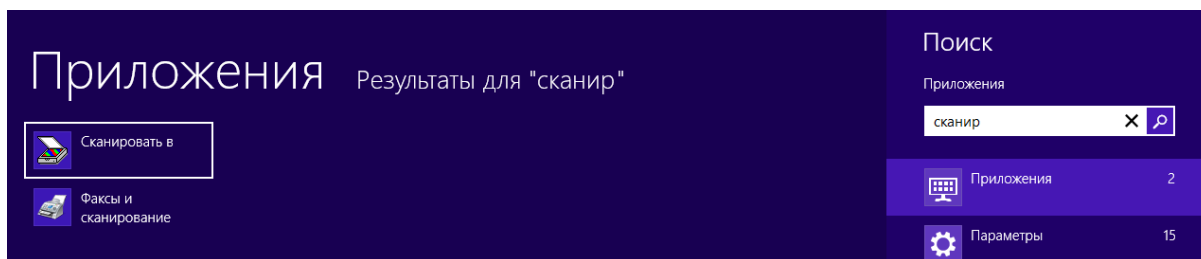 Приложения Результаты для "сканир"
Сканировать в
Факсы и
сканирование
Поиск
Приложения
сканир
Приложения 2
Параметры 15